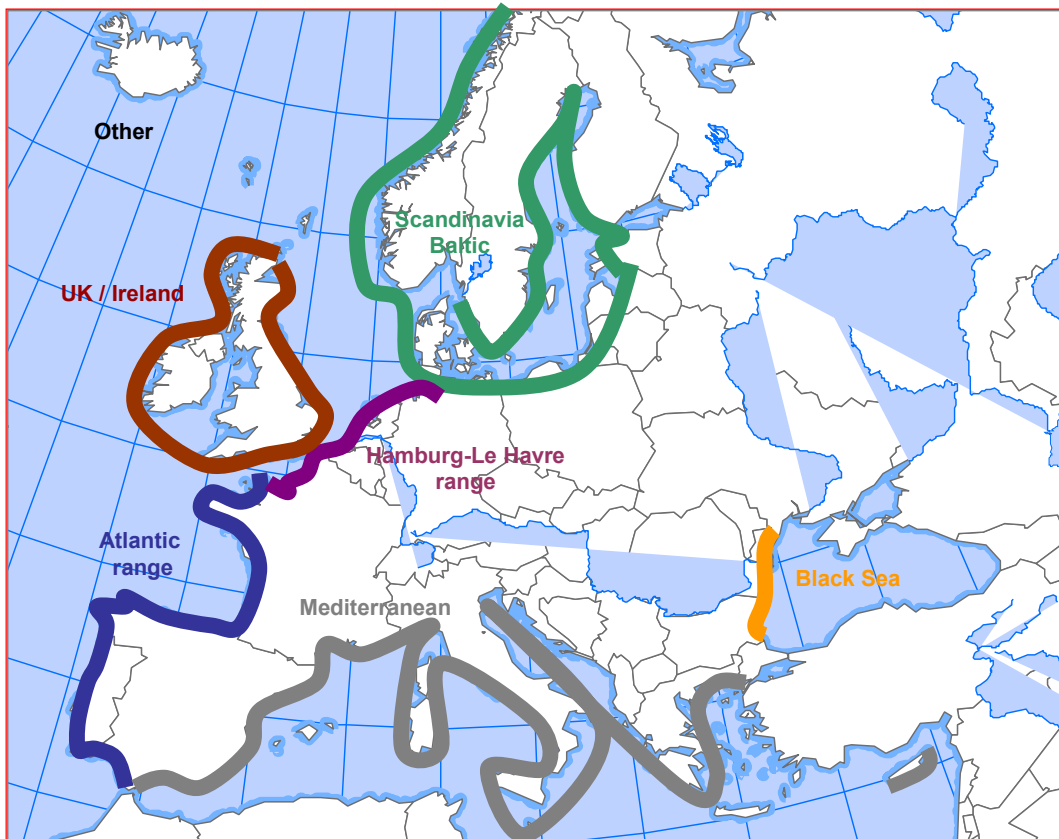 Other
Scandinavia
Baltic
UK / Ireland
Hamburg-Le Havre
range
Atlantic
range
Black Sea
Mediterranean